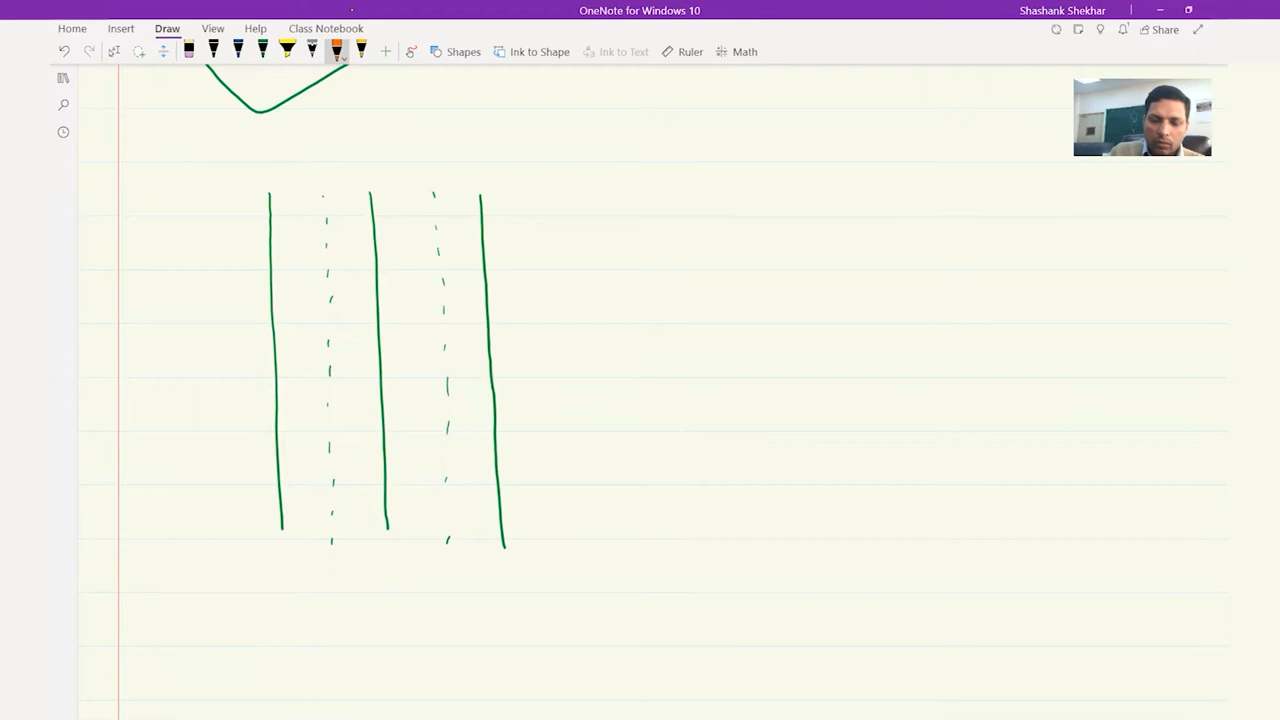 OneNote for Windows 10
Shashank Shekhar
Home Insert Draw View Help Class Notebook
Share
Shapes Ink to Shape Ink to Text Ruler Math